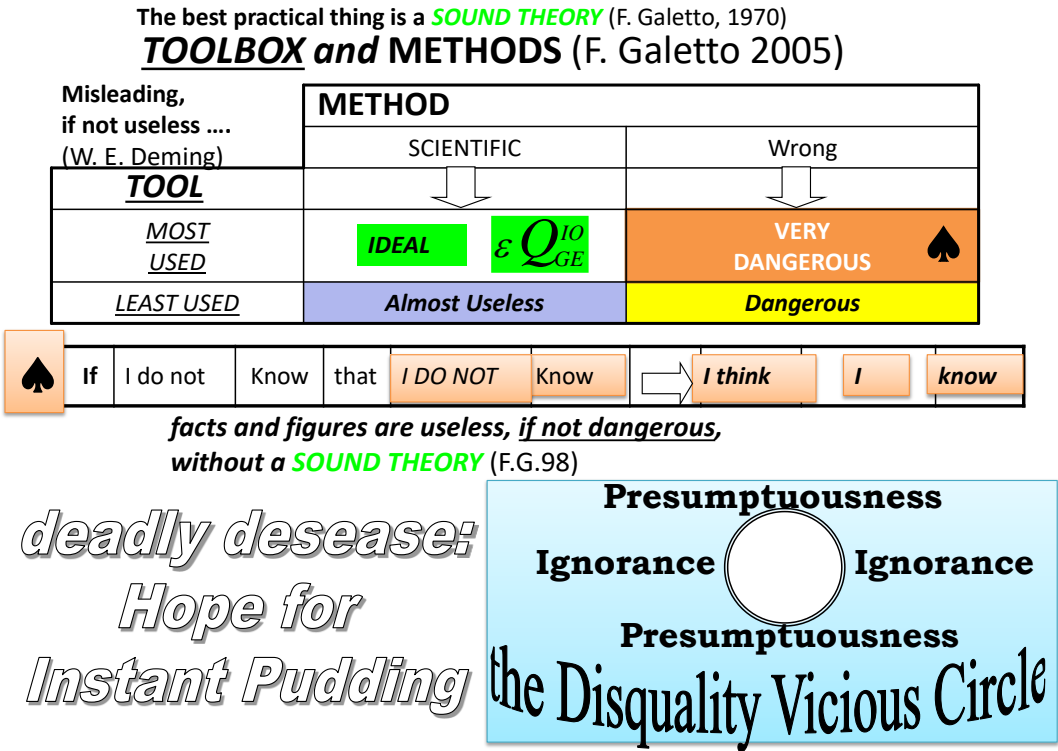 The best practical thing is a SOUND THEORY (F. Galetto, 1970)
TOOLBOX and METHODS (F. Galetto 2005)
Misleading,
if not useless ....
(W. E. Deming)
METHOD
SCIENTIFIC Wrong
TOOL
MOST
USED
IDEAL ε Q IO GE
VERY
DANGEROUS ♠
LEAST USED Almost Useless Dangerous
♠ If I do not Know that I DO NOT Know I think I know
facts and figures are useless, if not dangerous,
without a SOUND THEORY (F.G.98)
deadly desease:
Hope for
Instant Pudding
Presumptuousness
Ignorance Ignorance
Presumptuousness
the Disquality Vicious Circle